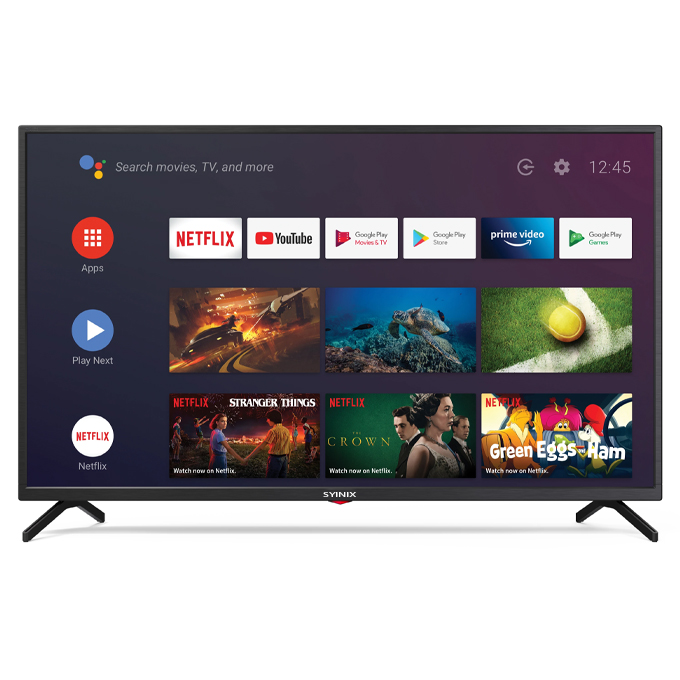 Search movies, TV, and more
12:45
NETFLIX
YouTube
Google Play
Movies & TV
Google Play
Store
prime video
Google Play
Games
Apps
Play Next
NETFLIX
Netflix
NETFLIX
STRANGER THINGS
Watch now on Netflix.
NETFLIX
THE
CROWN
Watch now on Netflix.
NETFLIX
Green Eggs and Ham
Watch now on Netflix.
SYINIX